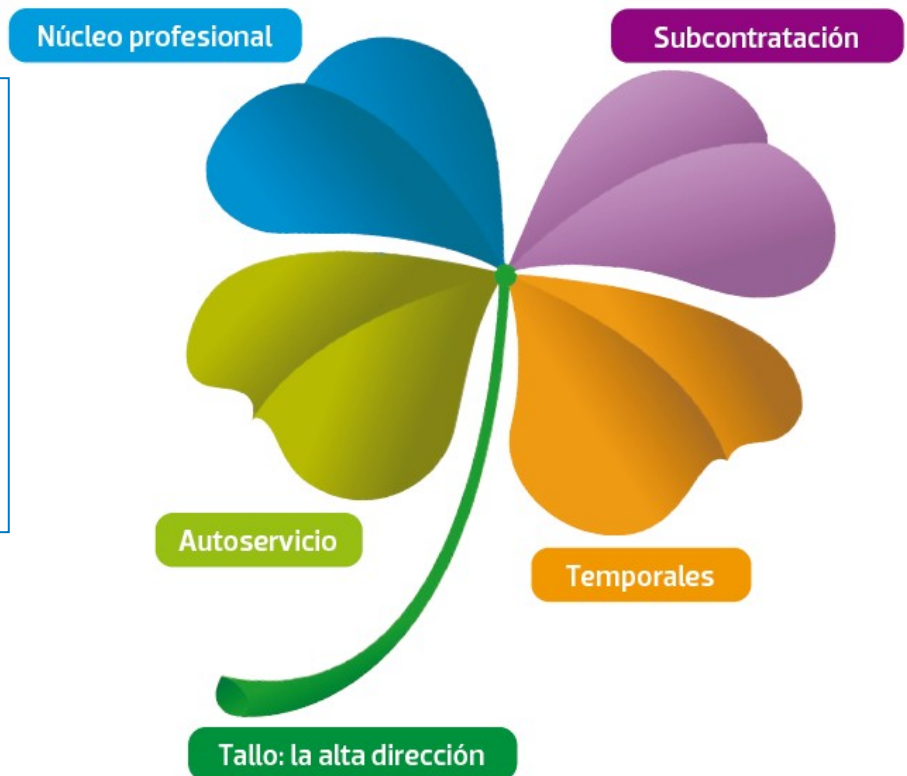 Núcleo profesional
Subcontratación
Autoservicio
Temporales
Tallo: la alta dirección